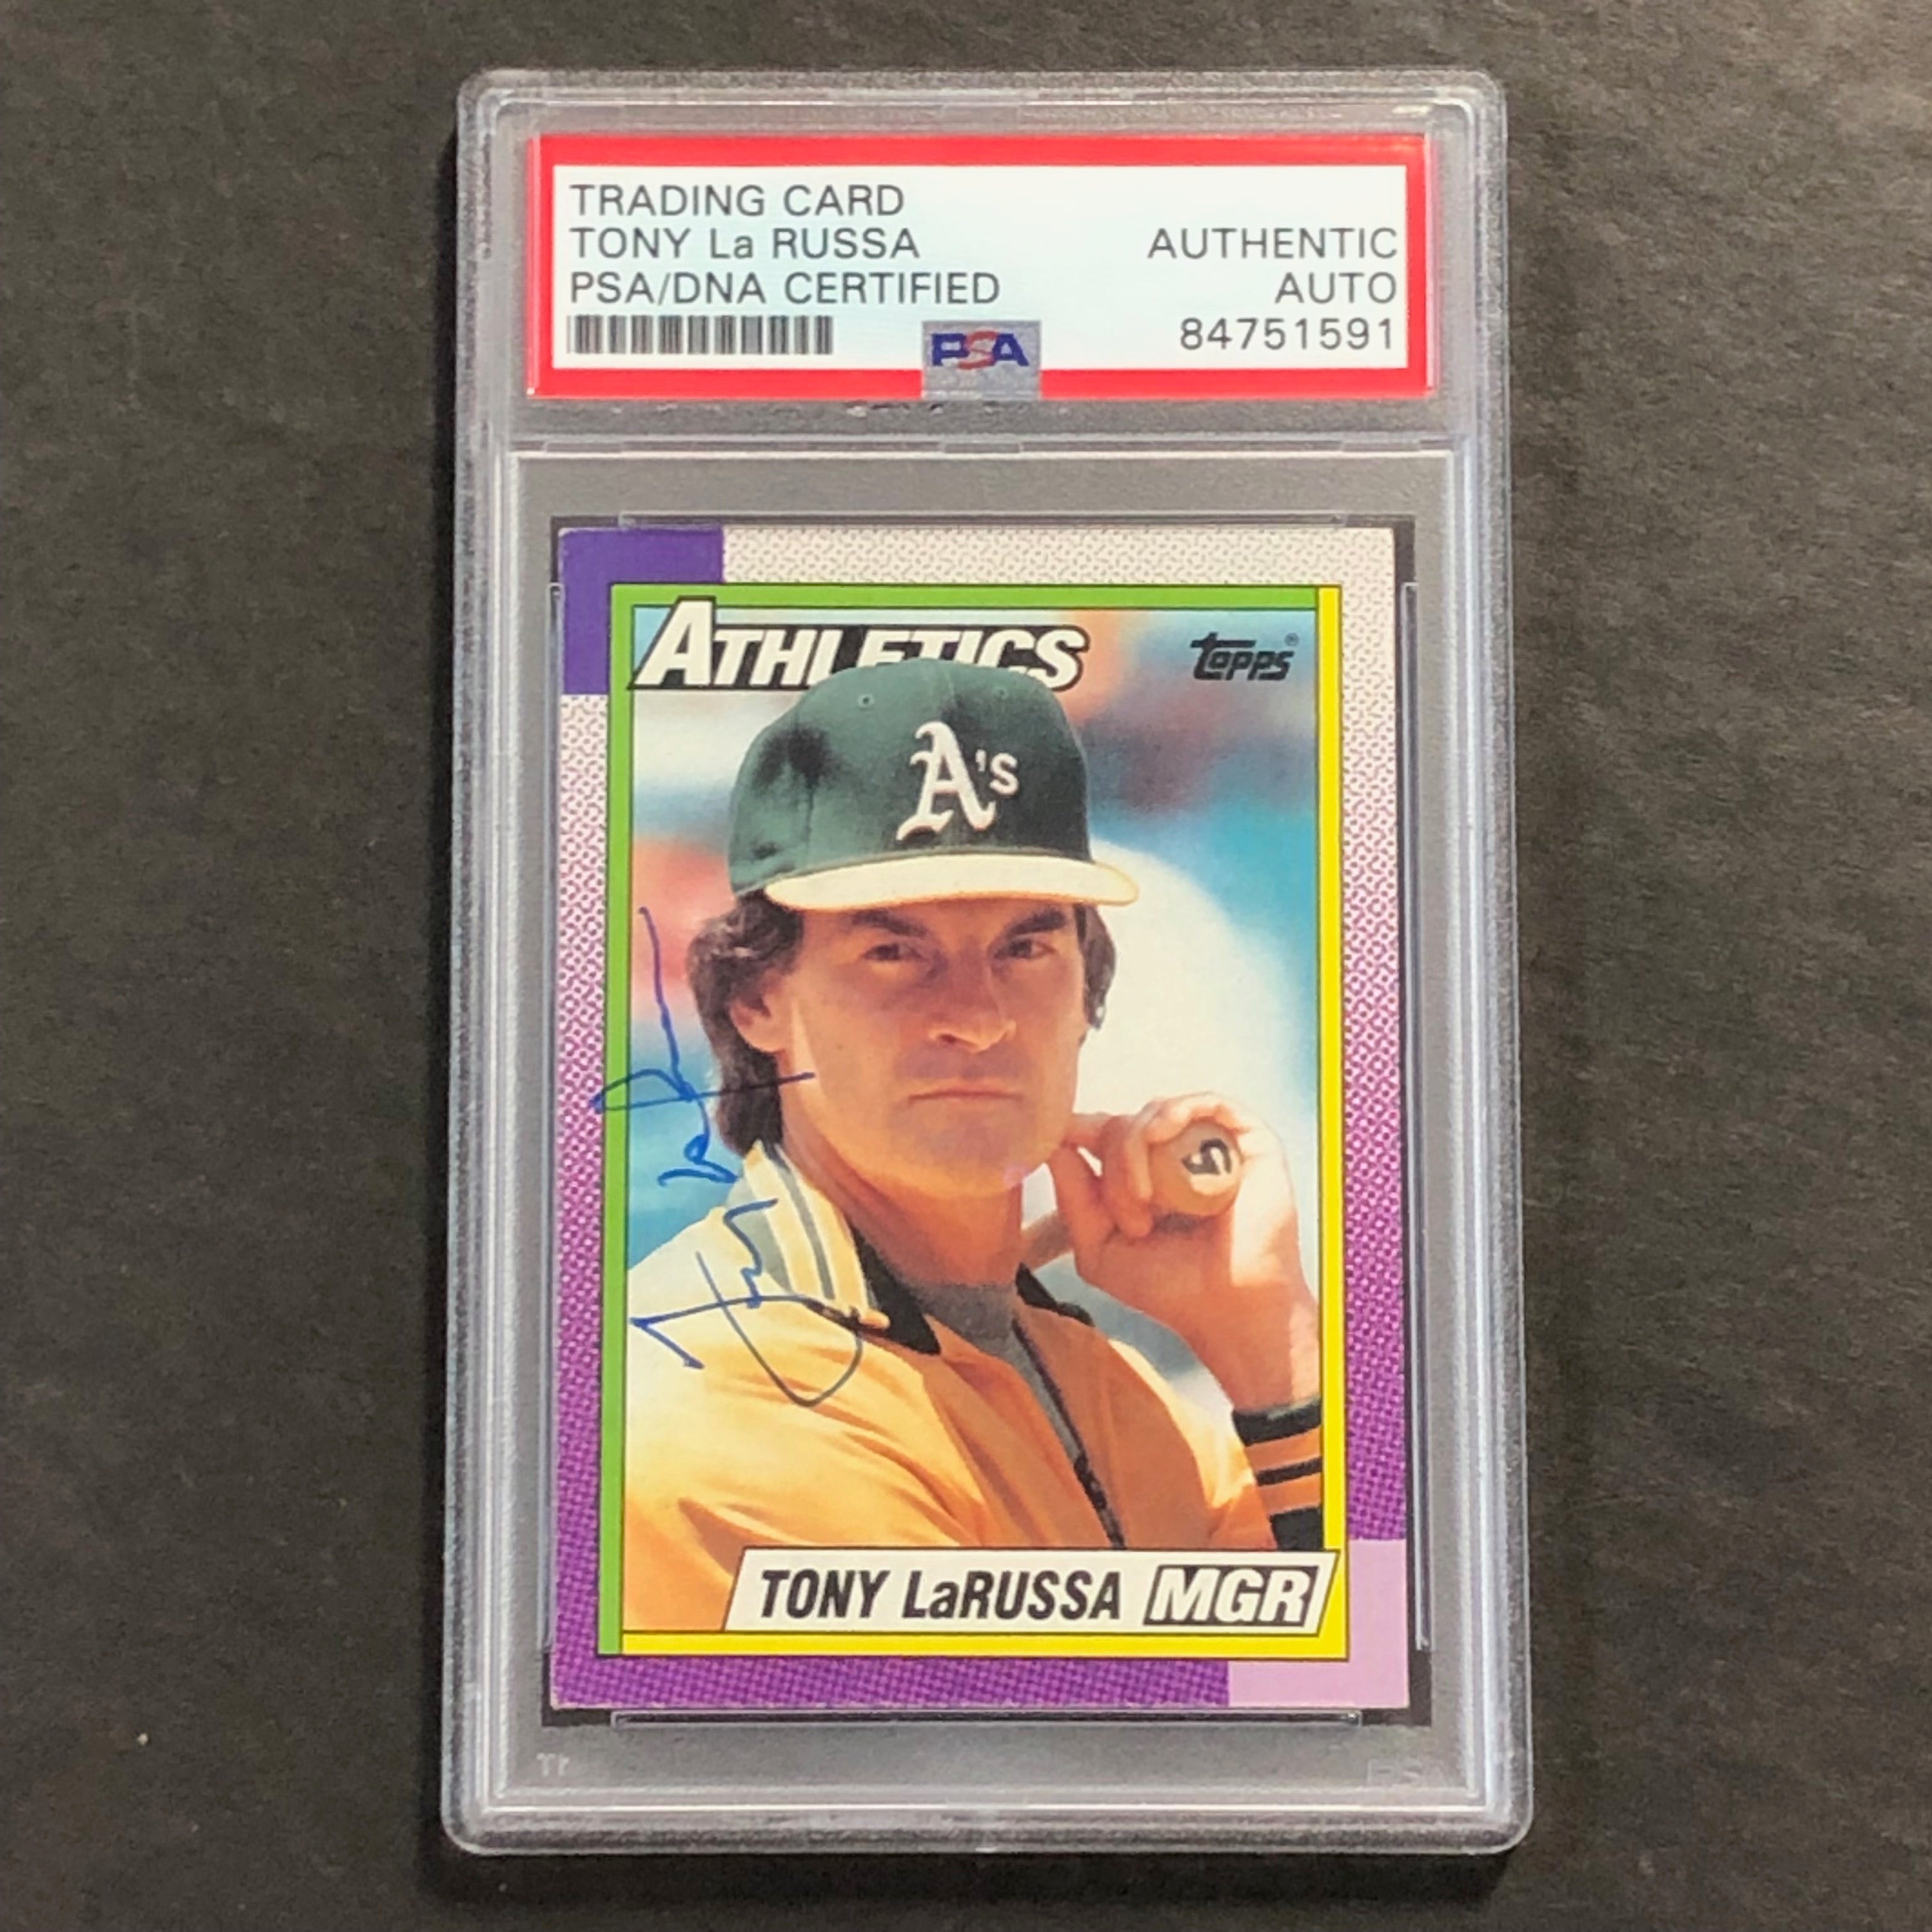 TRADING CARD
TONY La RUSSA AUTHENTIC
PSA/DNA CERTIFIED AUTO
PSA 84751591
ATHLETICS topps®
A's
TONY LaRUSSA MGR